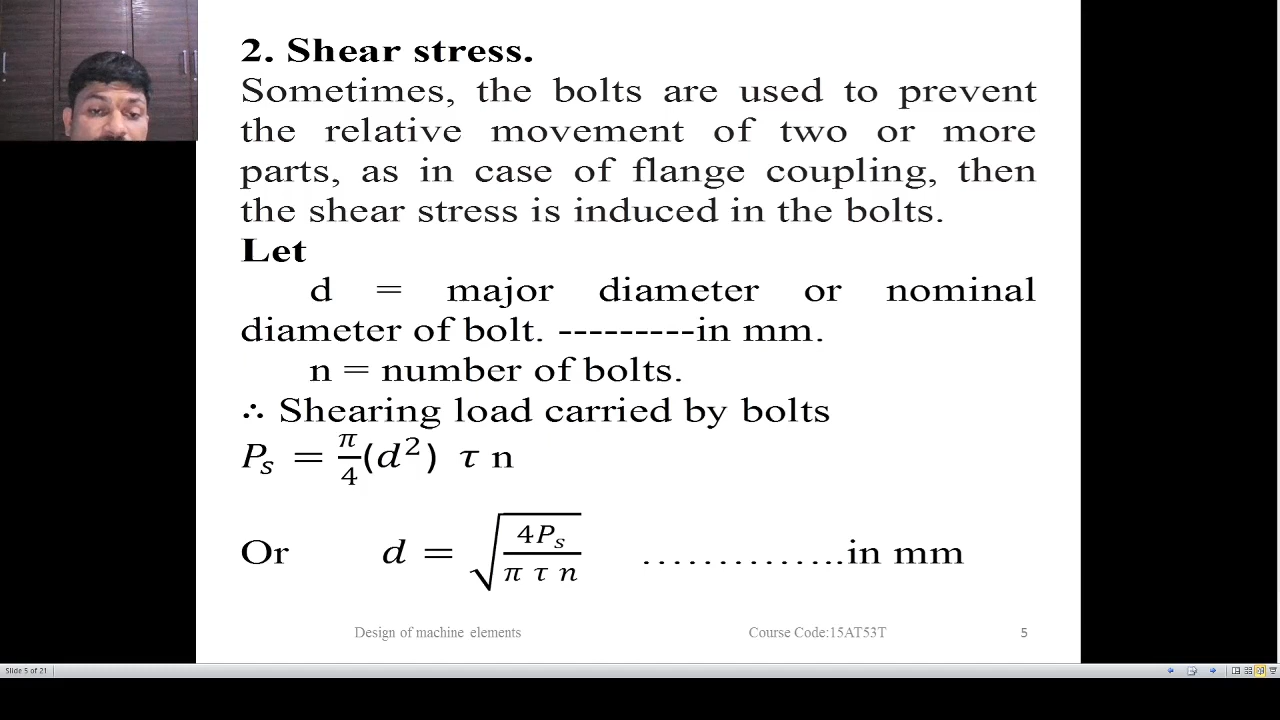 2. Shear stress.
Sometimes, the bolts are used to prevent
the relative movement of two or more
parts, as in case of flange coupling, then
the shear stress is induced in the bolts.
Let
d = major diameter or nominal
diameter of bolt. ---------in mm.
n = number of bolts.
∴ Shearing load carried by bolts
Pₛ = π/4 (d²) τ n
Or d = √(4Pₛ / π τ n) …………..in mm
Design of machine elements Course Code:15AT53T 5
Slide 5 of 21